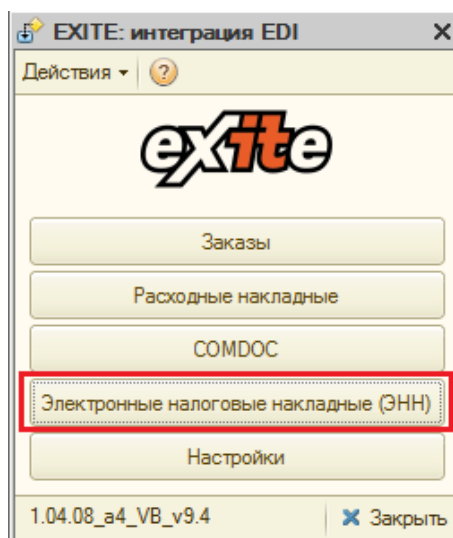 EXITE: интеграция EDI
Действия
exite
Заказы
Расходные накладные
COMDOC
Электронные налоговые накладные (ЭНН)
Настройки
1.04.08_a4_VB_v9.4 Закрыть